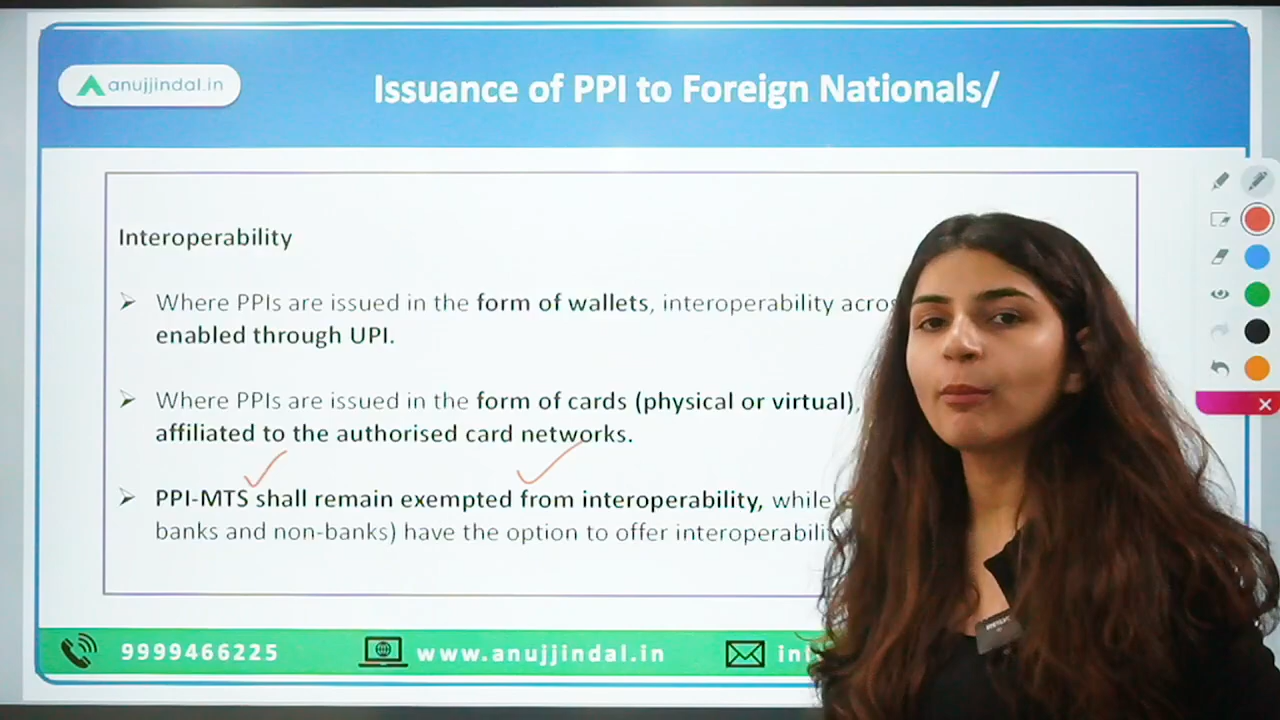 anujjindal.in
Issuance of PPI to Foreign Nationals/
Interoperability
Where PPIs are issued in the form of wallets, interoperability
enabled through UPI.
Where PPIs are issued in the form of cards (physical or virtual),
affiliated to the authorised card networks.
PPI-MTS shall remain exempted from interoperability, while
banks and non-banks) have the option to offer
9999466225
www.anujjindal.in